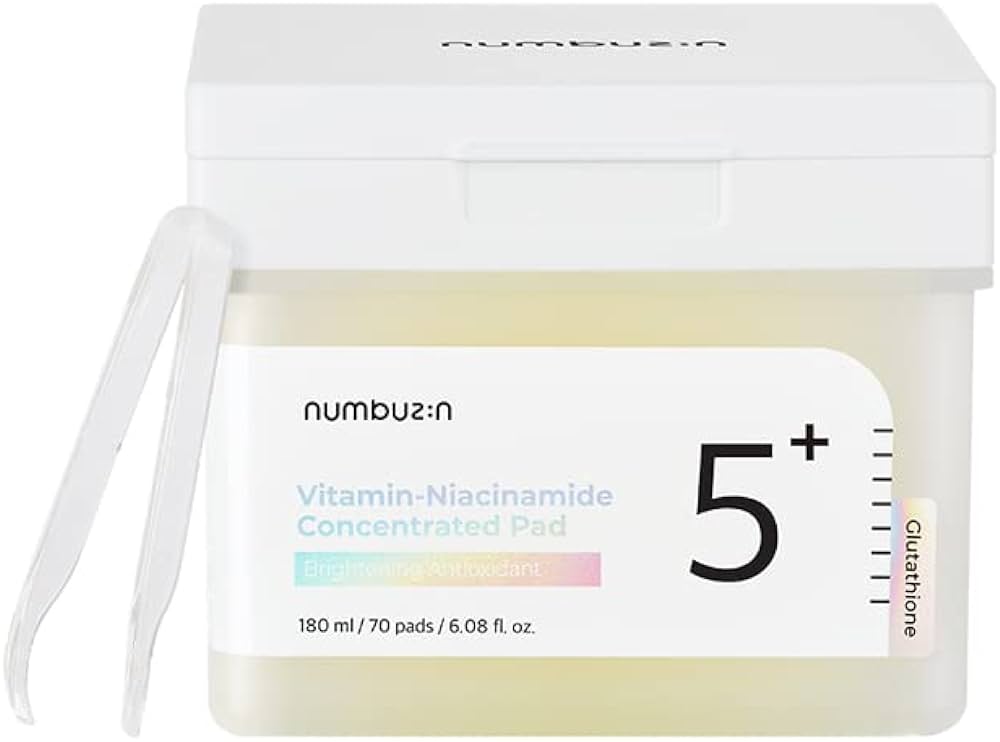 numbuz:n
numbuz:n
Vitamin-Niacinamide
Concentrated Pad
Brightening Antioxidant
5+
180 ml / 70 pads / 6.08 fl. oz.
Glutathione